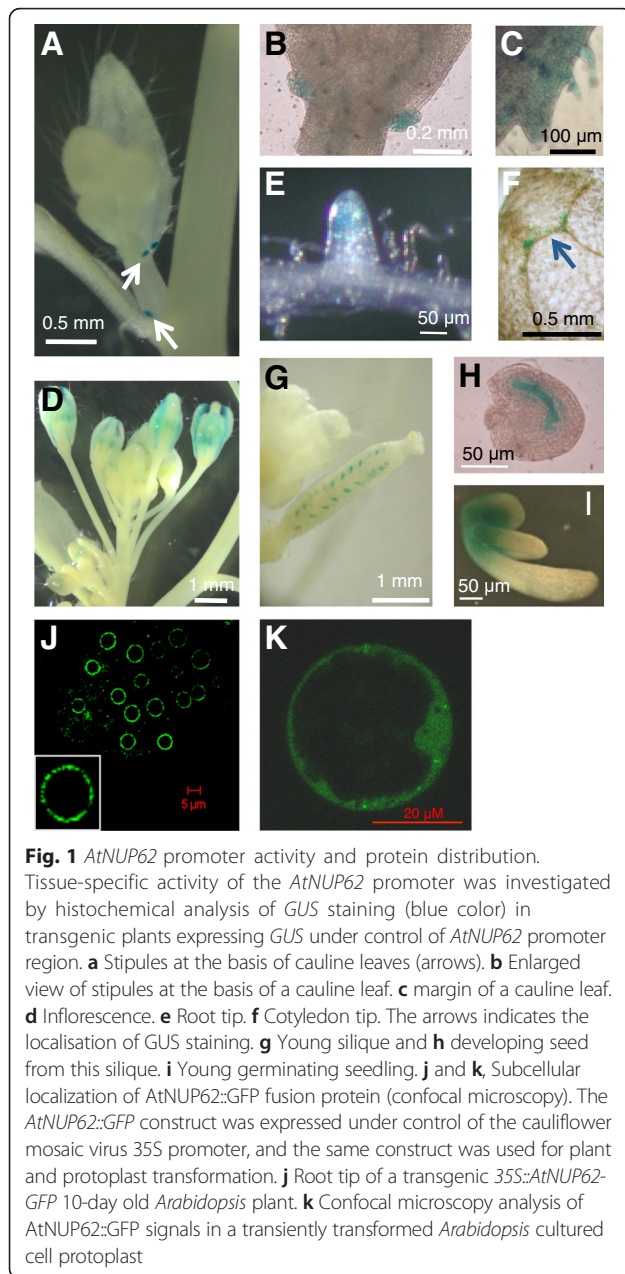 A
B
C
0.2 mm
100 µm
E
F
0.5 mm
50 µm
0.5 mm
D
G
H
50 µm
I
1 mm
1 mm
50 µm
J
K
5 µm
20 µM
Fig. 1 AtNUP62 promoter activity and protein distribution.
Tissue-specific activity of the AtNUP62 promoter was investigated
by histochemical analysis of GUS staining (blue color) in
transgenic plants expressing GUS under control of AtNUP62 promoter
region. a Stipules at the basis of cauline leaves (arrows). b Enlarged
view of stipules at the basis of a cauline leaf. c margin of a cauline leaf.
d Inflorescence. e Root tip. f Cotyledon tip. The arrows indicates the
localisation of GUS staining. g Young silique and h developing seed
from this silique. i Young germinating seedling. j and k, Subcellular
localization of AtNUP62::GFP fusion protein (confocal microscopy). The
AtNUP62::GFP construct was expressed under control of the cauliflower
mosaic virus 35S promoter, and the same construct was used for plant
and protoplast transformation. j Root tip of a transgenic 35S::AtNUP62-
GFP 10-day old Arabidopsis plant. k Confocal microscopy analysis of
AtNUP62::GFP signals in a transiently transformed Arabidopsis cultured
cell protoplast